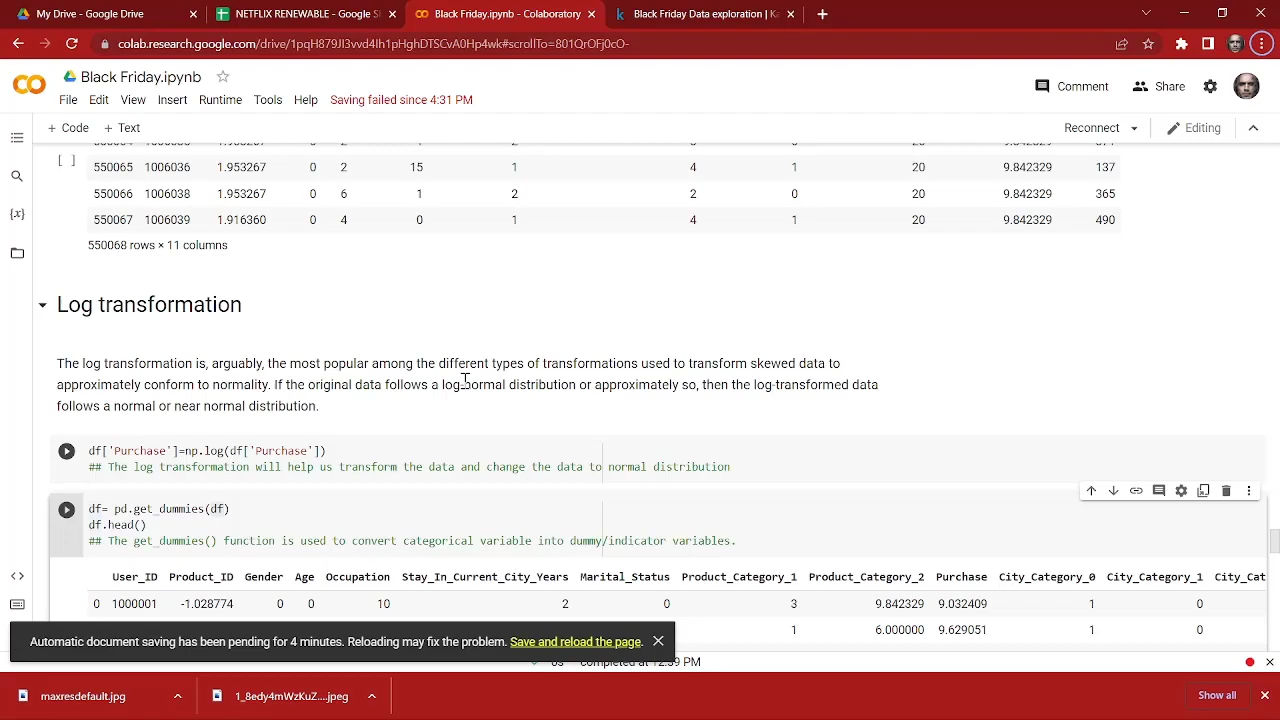 My Drive - Google Drive
NETFLIX RENEWABLE - Google S
Black Friday.ipynb - Colaboratory
Black Friday Data exploration | Ka
colab.research.google.com/drive/1pqH879JI3vvd4Ih1pHghDTSCvA0Hp4wk#scrollTo=801QrOFj0cO-
Black Friday.ipynb
Comment
Share
File Edit View Insert Runtime Tools Help Saving failed since 4:31 PM
+ Code + Text
Reconnect
Editing
[ ]
550065 1006036 1.953267 0 2 15 1 4 1 20 9.842329 137
550066 1006038 1.953267 0 6 1 2 2 0 20 9.842329 365
550067 1006039 1.916360 0 4 0 1 4 1 20 9.842329 490
550068 rows × 11 columns
Log transformation
The log transformation is, arguably, the most popular among the different types of transformations used to transform skewed data to
approximately conform to normality. If the original data follows a log-normal distribution or approximately so, then the log-transformed data
follows a normal or near normal distribution.
df['Purchase']=np.log(df['Purchase'])
## The log transformation will help us transform the data and change the data to normal distribution
df= pd.get_dummies(df)
df.head()
## The get_dummies() function is used to convert categorical variable into dummy/indicator variables.
User_ID Product_ID Gender Age Occupation Stay_In_Current_City_Years Marital_Status Product_Category_1 Product_Category_2 Purchase City_Category_0 City_Category_1 City_Cat
0 1000001 -1.028774 0 0 10 2 0 3 9.842329 9.032409 1 0
1 6.000000 9.629051 1 0
Automatic document saving has been pending for 4 minutes. Reloading may fix the problem. Save and reload the page.
completed at 12:39 PM
maxresdefault.jpg
1_8edy4mWzKuZ....jpeg
Show all